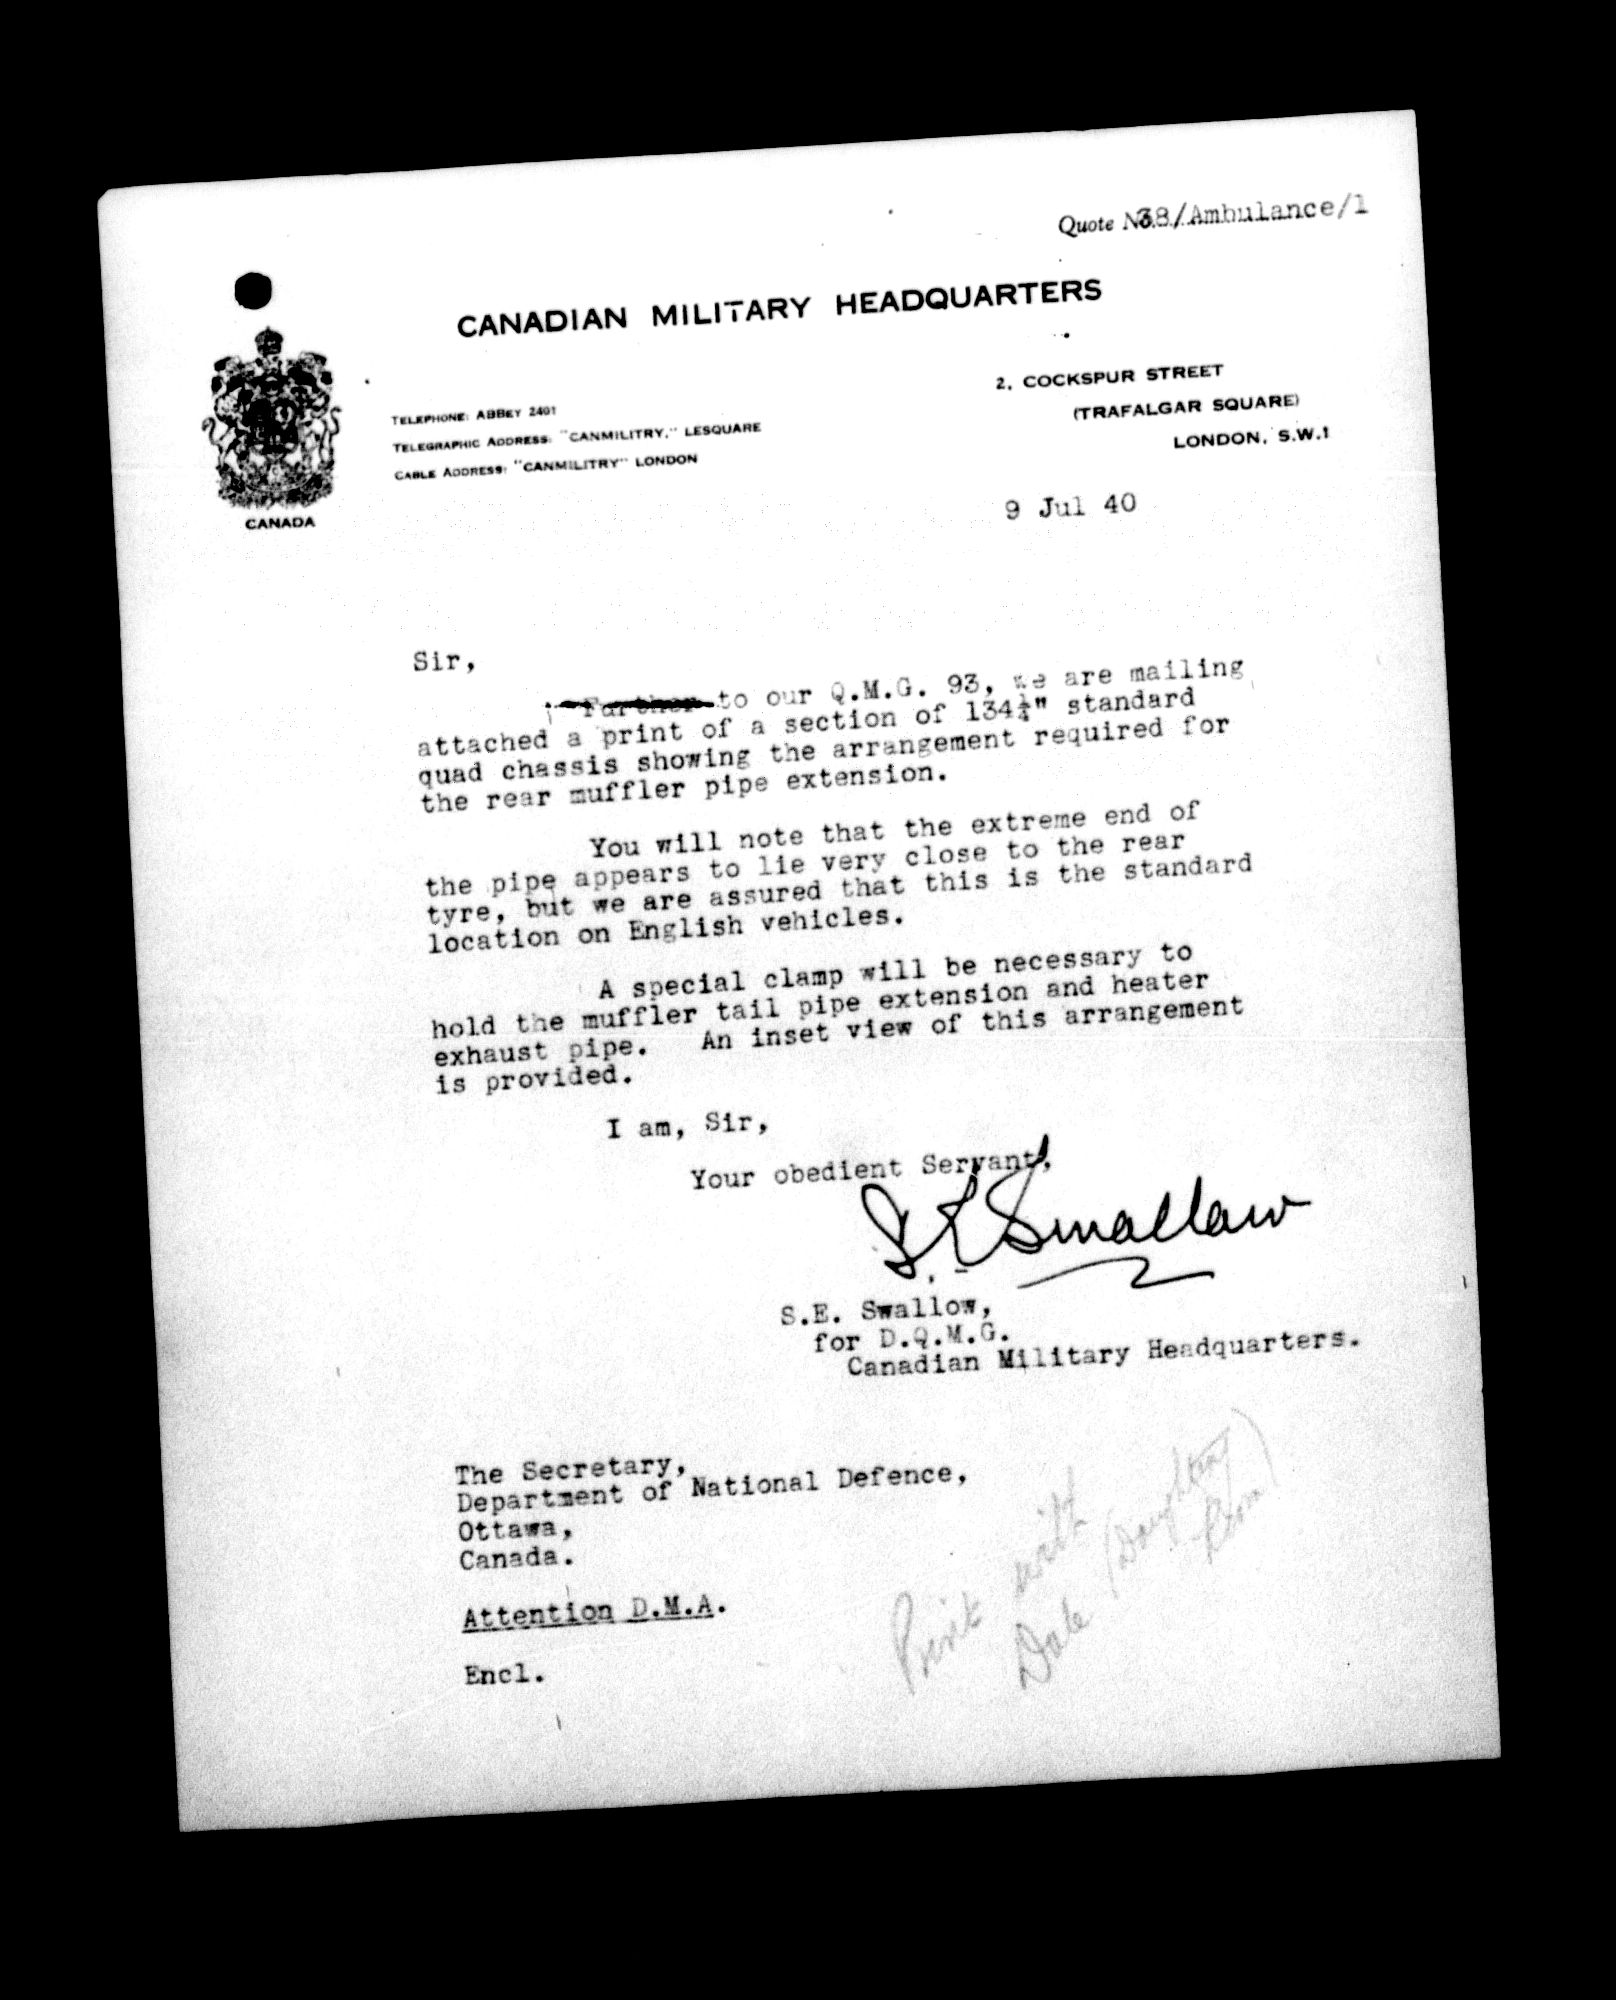 Quote No. 38/Ambulance/1
CANADIAN MILITARY HEADQUARTERS
2, COCKSPUR STREET
(TRAFALGAR SQUARE)
LONDON, S.W.1
TELEPHONE: ABBEY 2401
TELEGRAPHIC ADDRESS: "CANMILITRY," LESQUARE
CABLE ADDRESS: "CANMILITRY" LONDON
CANADA
9 Jul 40
Sir,
Further to our Q.M.G. 93, we are mailing
attached a print of a section of 134¼" standard
quad chassis showing the arrangement required for
the rear muffler pipe extension.
You will note that the extreme end of
the pipe appears to lie very close to the rear
tyre, but we are assured that this is the standard
location on English vehicles.
A special clamp will be necessary to
hold the muffler tail pipe extension and heater
exhaust pipe. An inset view of this arrangement
is provided.
I am, Sir,
Your obedient Servant,
S E Swallow
S.E. Swallow,
for D.Q.M.G.
Canadian Military Headquarters.
The Secretary,
Department of National Defence,
Ottawa,
Canada.
Attention D.M.A.
Encl.
Print with
Dale